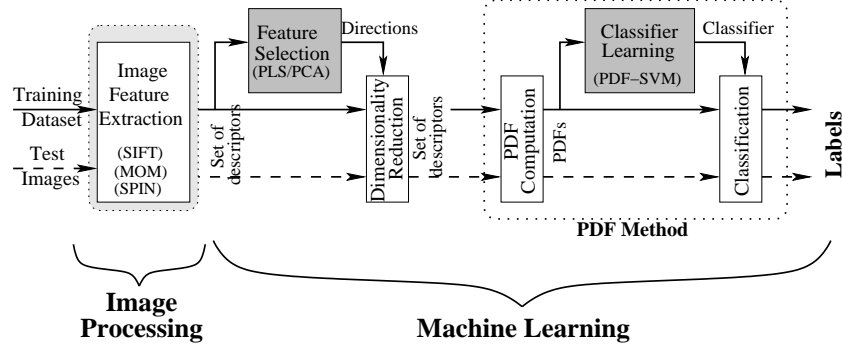 Training
Dataset
Test
Images
Image
Feature
Extraction
(SIFT)
(MOM)
(SPIN)
Set of
descriptors
Feature
Selection
(PLS/PCA)
Directions
Dimensionality
Reduction
Set of
descriptors
PDF
Computation
PDFs
Classifier
Learning
(PDF−SVM)
Classifier
Classification
Labels
PDF Method
Image
Processing
Machine Learning